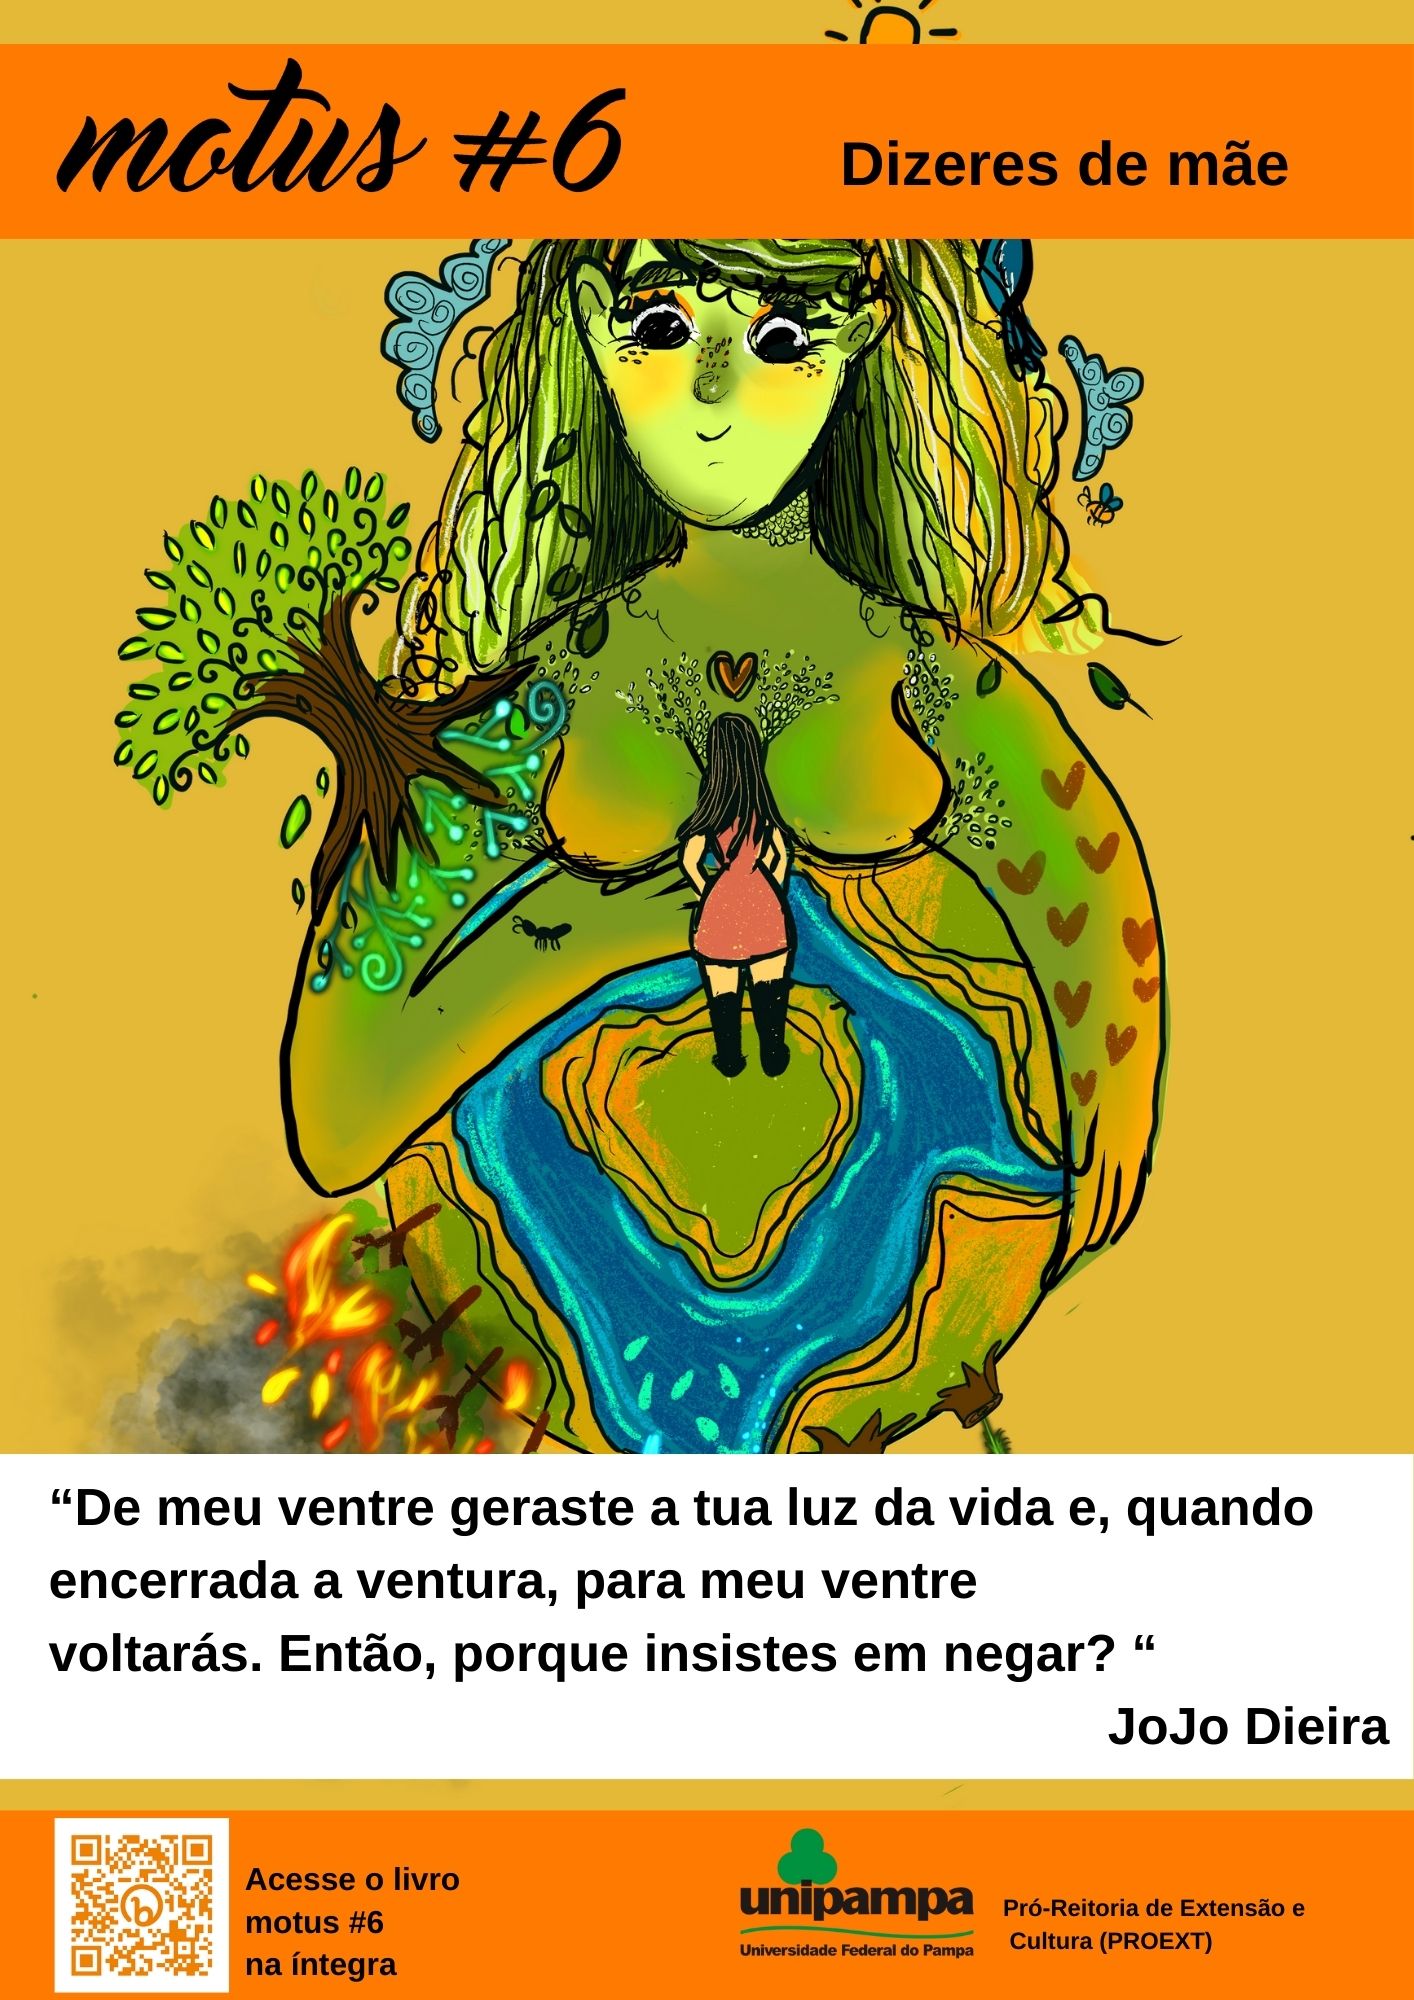 motus #6
Dizeres de mãe
“De meu ventre geraste a tua luz da vida e, quando
encerrada a ventura, para meu ventre
voltarás. Então, porque insistes em negar? “
JoJo Dieira
Acesse o livro
motus #6
na íntegra
unipampa
Universidade Federal do Pampa
Pró-Reitoria de Extensão e
Cultura (PROEXT)